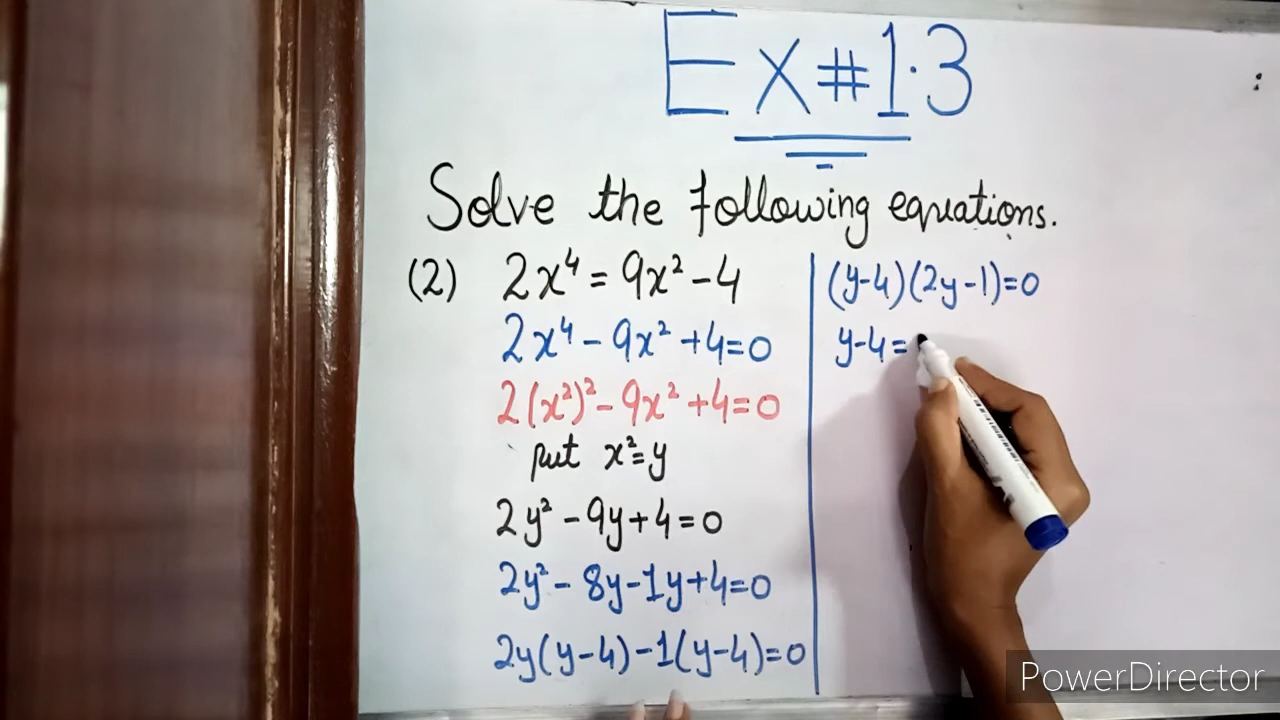 Ex#1.3
Solve the following equations.
(2) 2x⁴ = 9x² - 4
2x⁴ - 9x² + 4 = 0
2(x²)² - 9x² + 4 = 0
put x² = y
2y² - 9y + 4 = 0
2y² - 8y - 1y + 4 = 0
2y(y-4) - 1(y-4) = 0
(y-4)(2y-1) = 0
y-4 =
PowerDirector